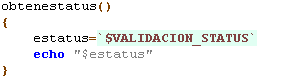 obtenestatus()
{
    estatus=`$VALIDACION_STATUS`
    echo "$estatus"
}